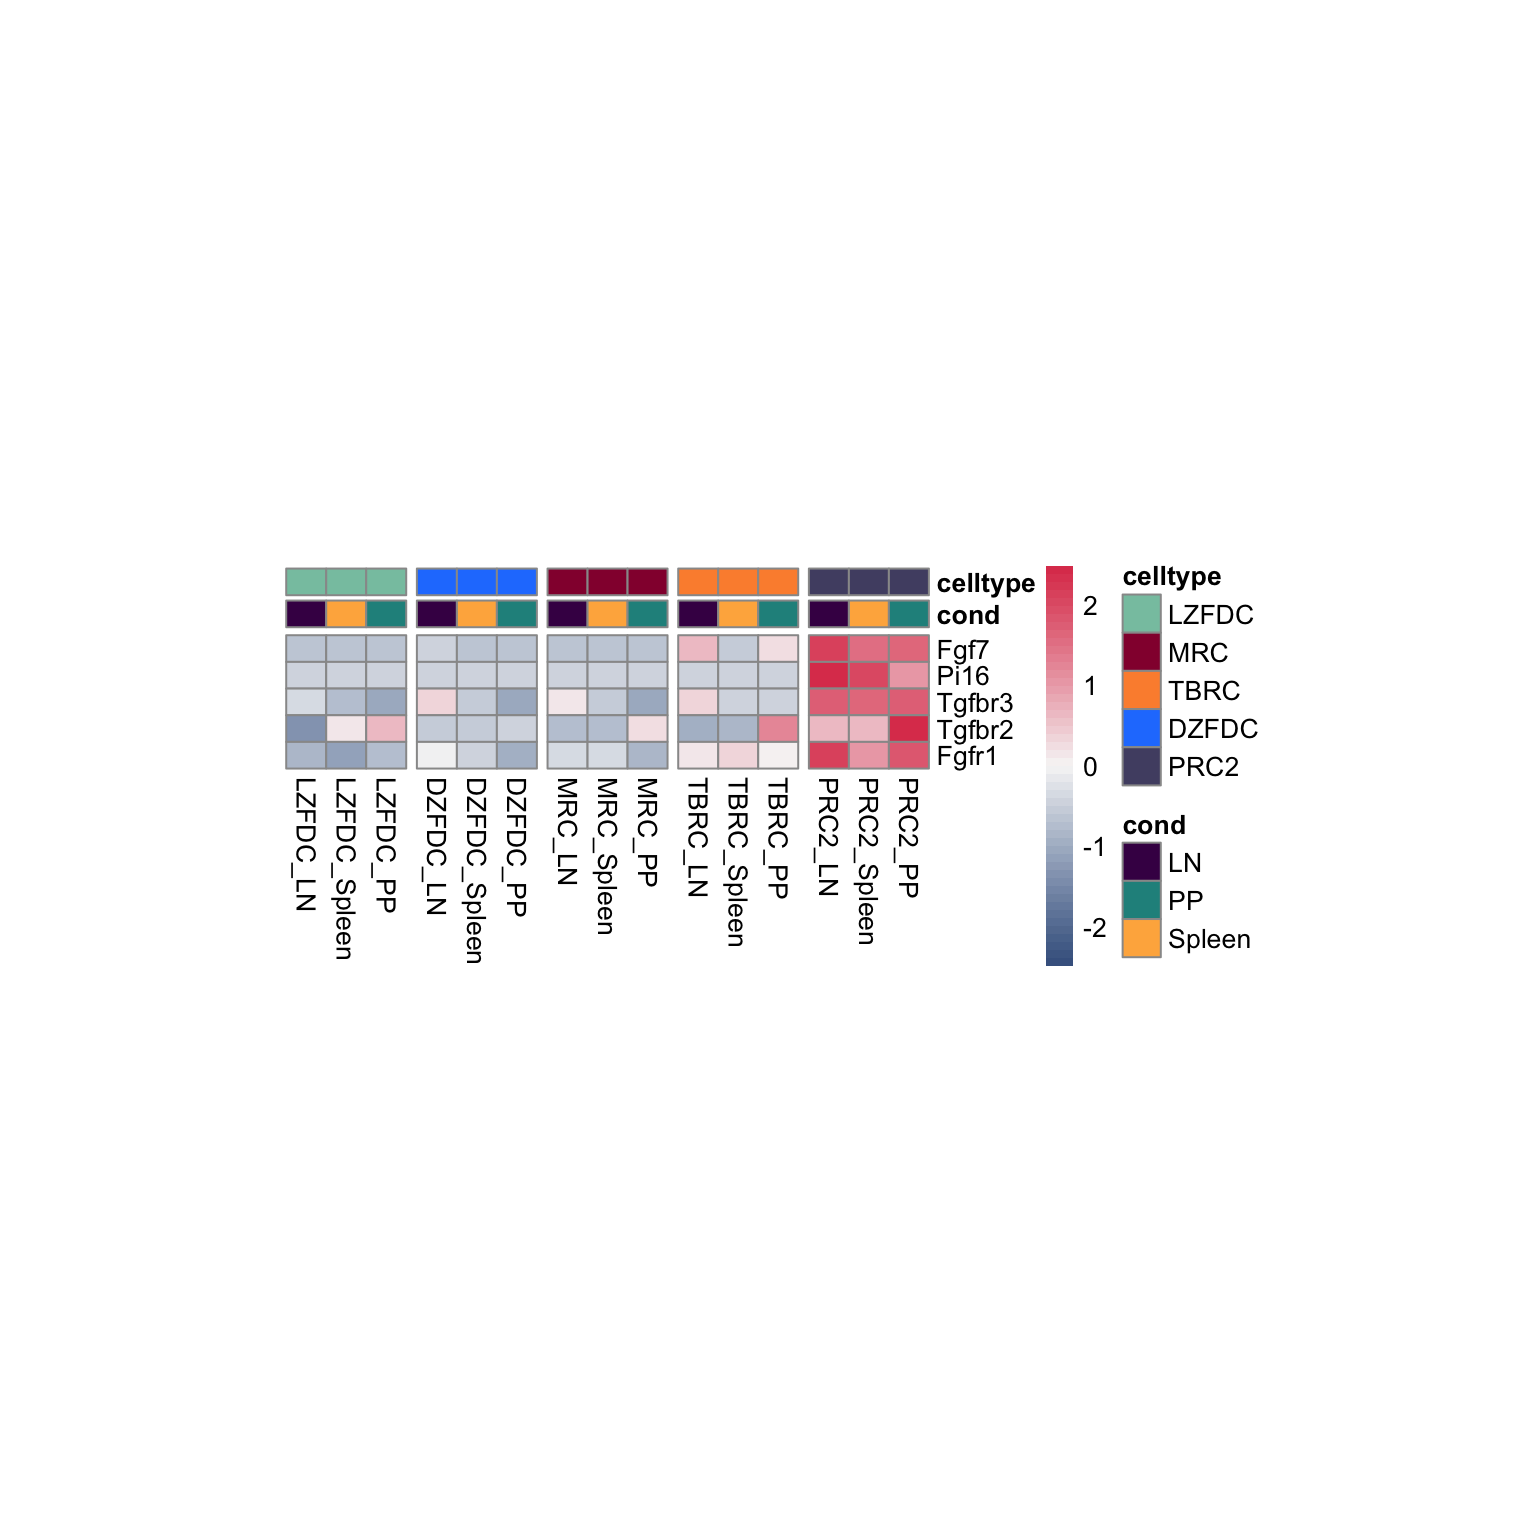 celltype
cond
Fgf7
Pi16
Tgfbr3
Tgfbr2
Fgfr1
LZFDC_LN
LZFDC_Spleen
LZFDC_PP
DZFDC_LN
DZFDC_Spleen
DZFDC_PP
MRC_LN
MRC_Spleen
MRC_PP
TBRC_LN
TBRC_Spleen
TBRC_PP
PRC2_LN
PRC2_Spleen
PRC2_PP
2
1
0
-1
-2
celltype
LZFDC
MRC
TBRC
DZFDC
PRC2
cond
LN
PP
Spleen